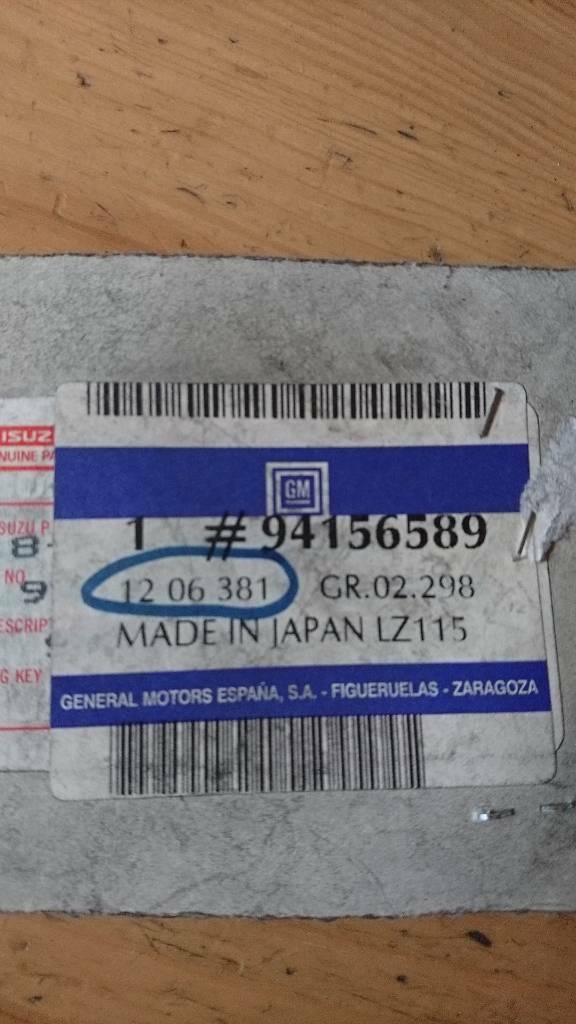 ISUZ
NUINE PA
SUZU P
8-
NO.
9
ESCRIP
G KEY
GM
1 # 94156589
12 06 381 GR.02.298
MADE IN JAPAN LZ115
GENERAL MOTORS ESPAÑA, S.A. - FIGUERUELAS - ZARAGOZA